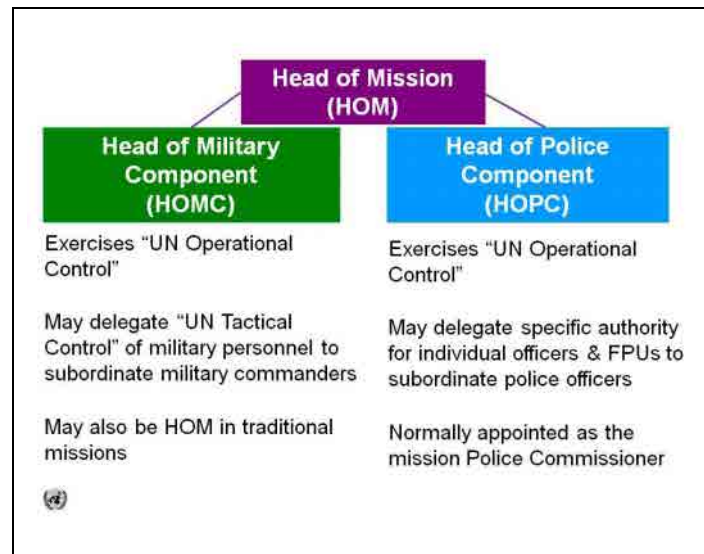 Head of Mission
(HOM)
Head of Military
Component
(HOMC)
Exercises “UN Operational
Control”
May delegate “UN Tactical
Control” of military personnel to
subordinate military commanders
May also be HOM in traditional
missions
Head of Police
Component
(HOPC)
Exercises “UN Operational
Control”
May delegate specific authority
for individual officers & FPUs to
subordinate police officers
Normally appointed as the
mission Police Commissioner